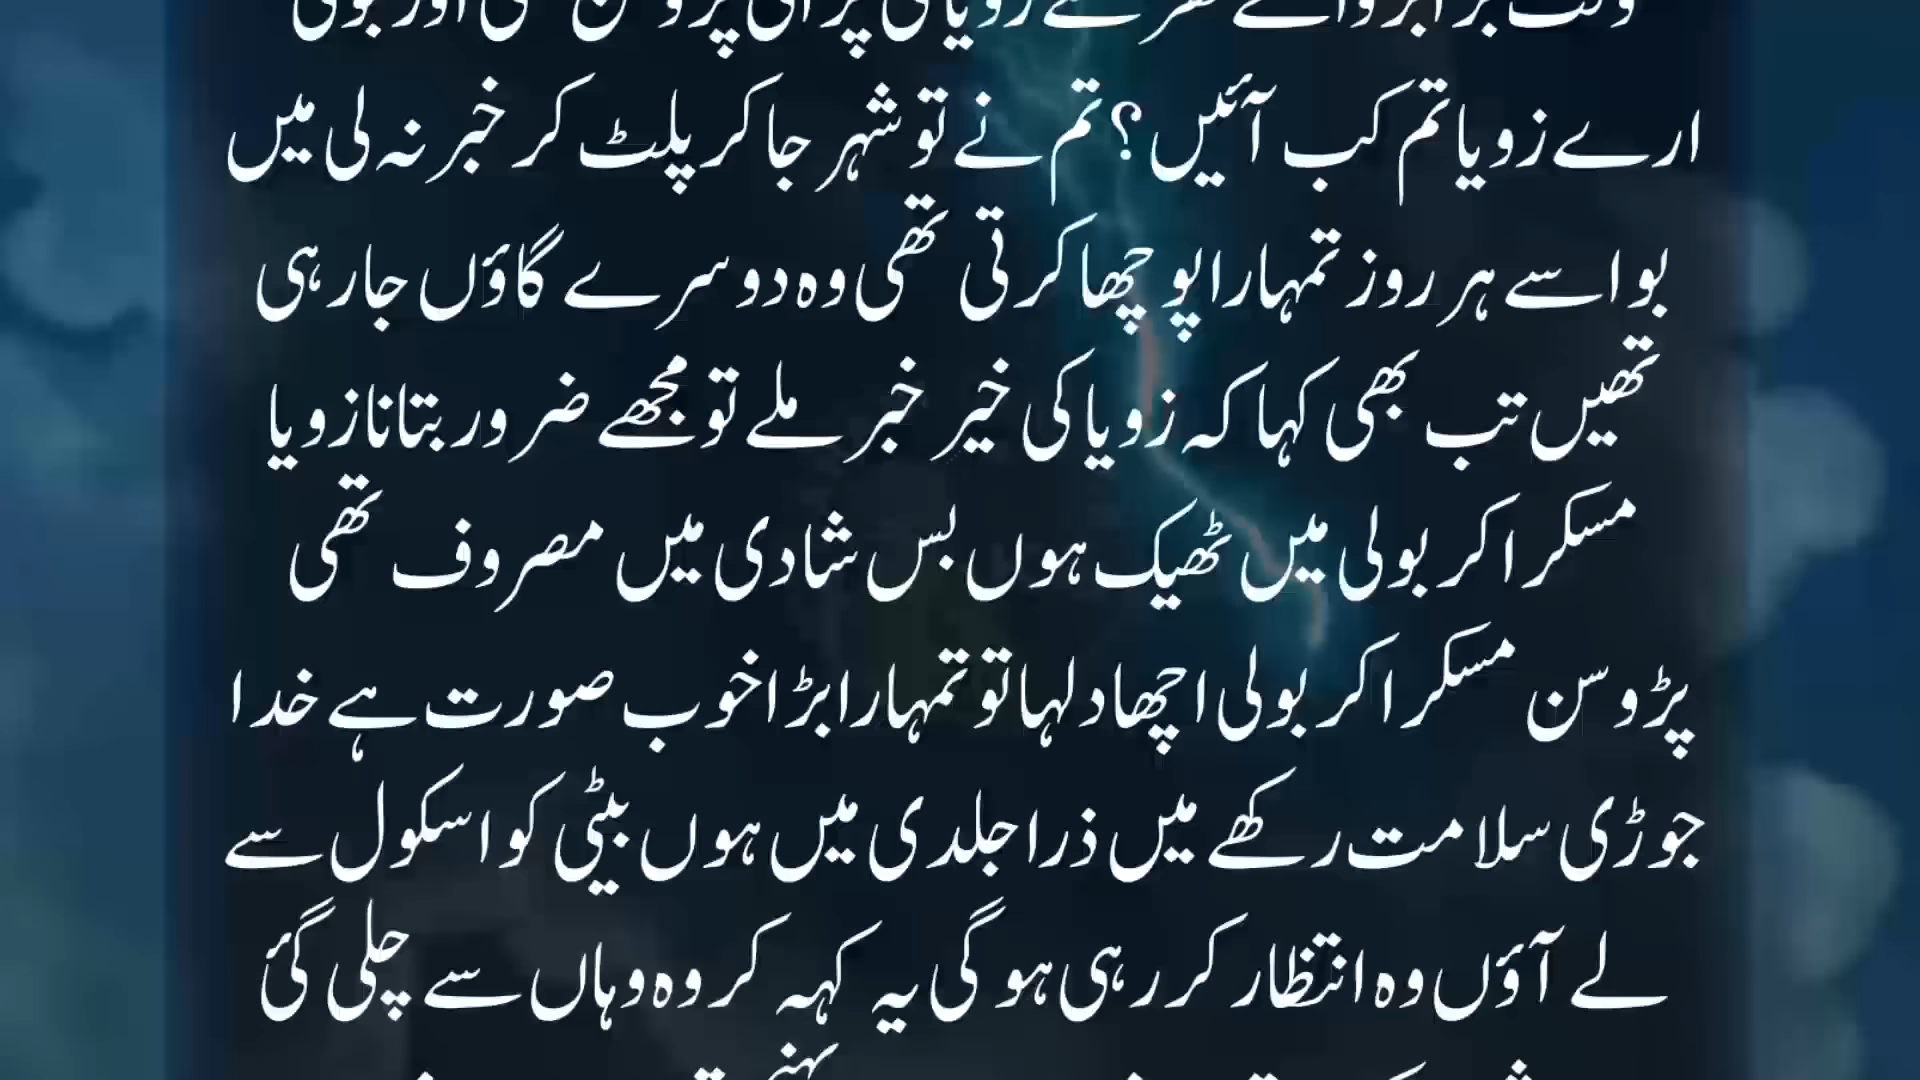 ارے زویا تم کب آئیں؟ تم نے تو شہر جا کر پلٹ کر خبر نہ لی میں
بوا سے ہر روز تمہارا پوچھا کرتی تھی وہ دوسرے گاؤں جا رہی
تھیں تب بھی کہا کہ زویا کی خیر خبر ملے تو مجھے ضرور بتانا زویا
مسکرا کر بولی میں ٹھیک ہوں بس شادی میں مصروف تھی
پڑوسن مسکرا کر بولی اچھا دلہا تو تمہارا بڑا خوب صورت ہے خدا
جوڑی سلامت رکھے میں ذرا جلدی میں ہوں بیٹی کو اسکول سے
لے آؤں وہ انتظار کر رہی ہو گی یہ کہہ کر وہ وہاں سے چلی گئ